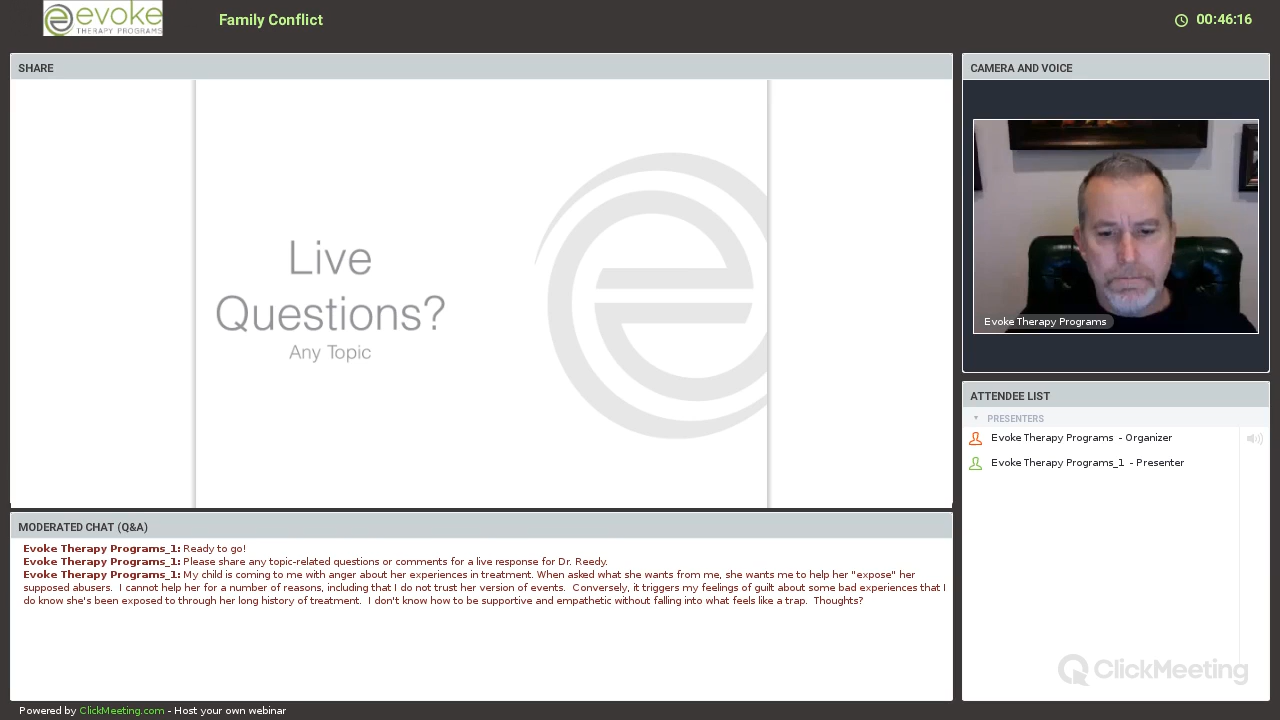 evoke
THERAPY PROGRAMS
Family Conflict
00:46:16
SHARE
CAMERA AND VOICE
Live
Questions?
Any Topic
Evoke Therapy Programs
ATTENDEE LIST
PRESENTERS
Evoke Therapy Programs - Organizer
Evoke Therapy Programs_1 - Presenter
MODERATED CHAT (Q&A)
Evoke Therapy Programs_1: Ready to go!
Evoke Therapy Programs_1: Please share any topic-related questions or comments for a live response for Dr. Reedy.
Evoke Therapy Programs_1: My child is coming to me with anger about her experiences in treatment. When asked what she wants from me, she wants me to help her "expose" her
supposed abusers.  I cannot help her for a number of reasons, including that I do not trust her version of events.  Conversely, it triggers my feelings of guilt about some bad experiences that I
do know she's been exposed to through her long history of treatment.  I don't know how to be supportive and empathetic without falling into what feels like a trap.  Thoughts?
ClickMeeting
Powered by ClickMeeting.com - Host your own webinar